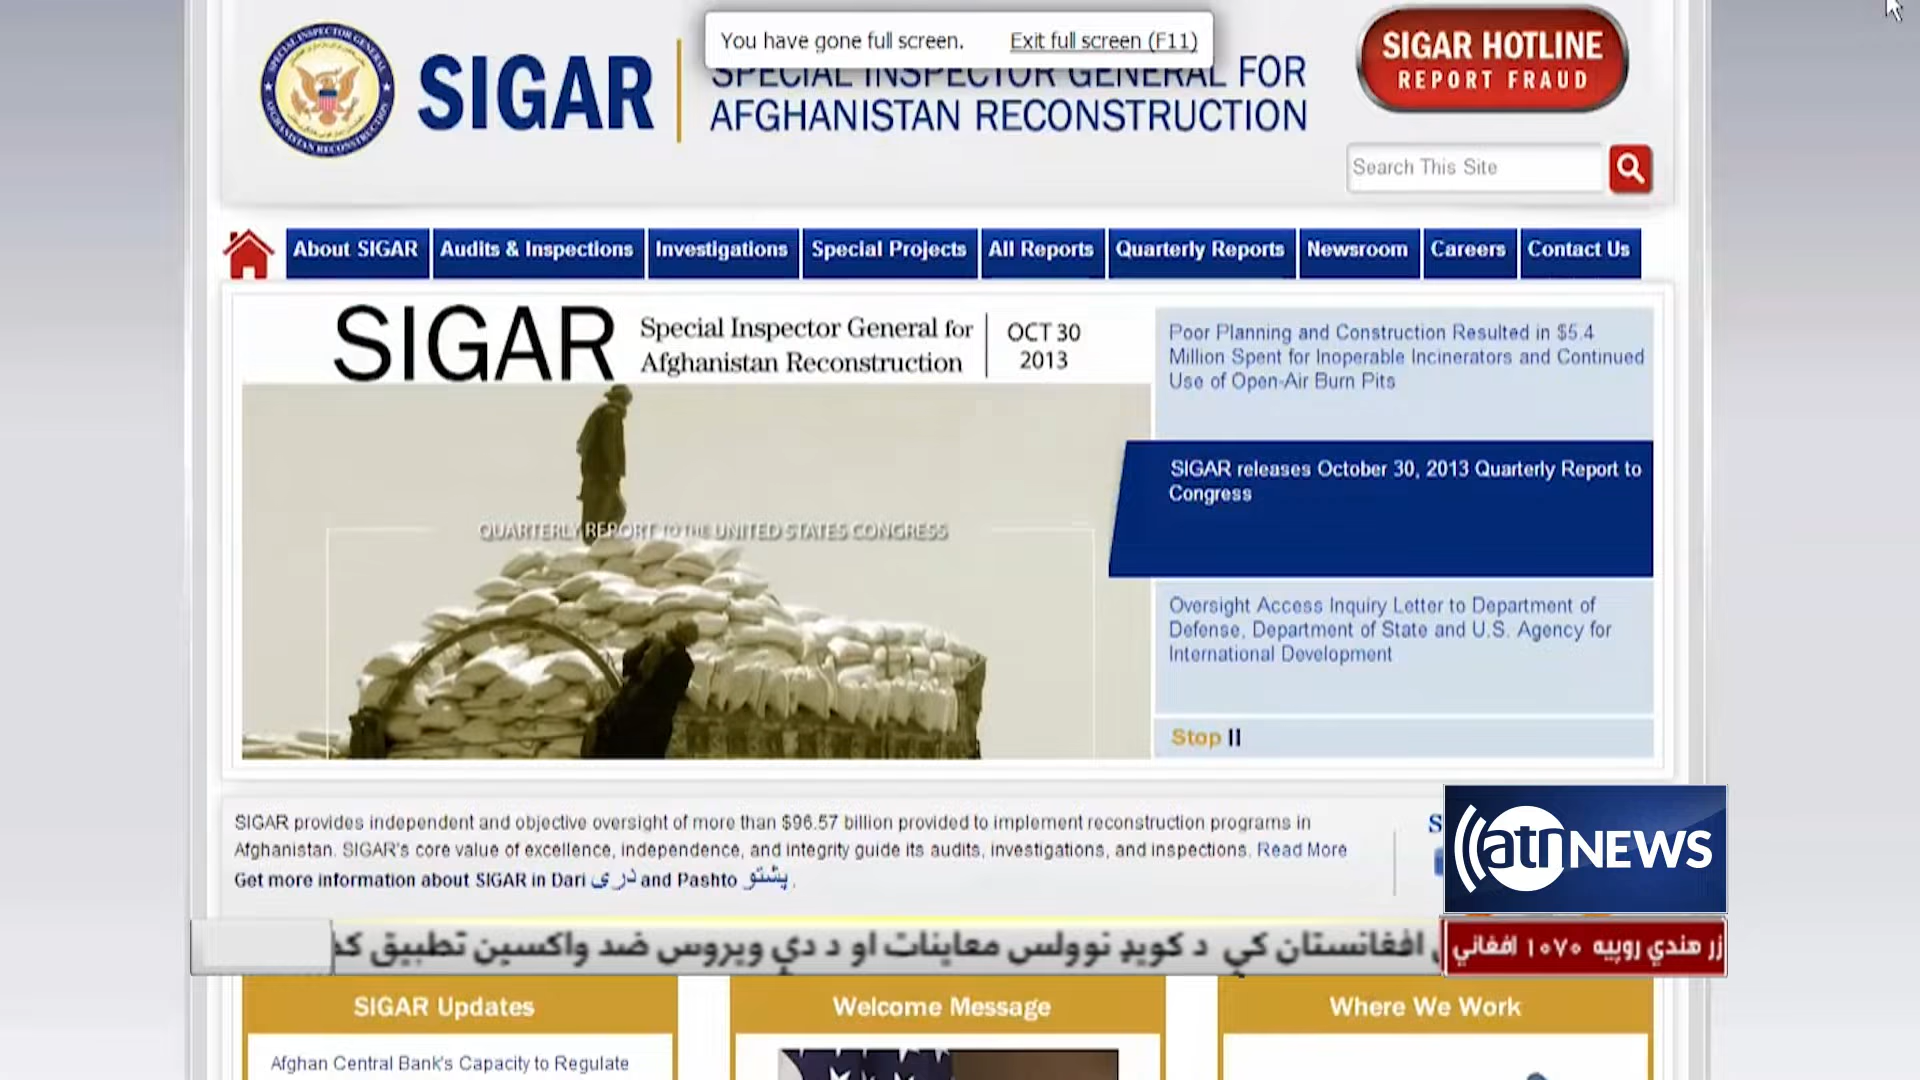 You have gone full screen. Exit full screen (F11)
SIGAR
SPECIAL INSPECTOR GENERAL FOR
AFGHANISTAN RECONSTRUCTION
SIGAR HOTLINE
REPORT FRAUD
Search This Site
About SIGAR Audits & Inspections Investigations Special Projects All Reports Quarterly Reports Newsroom Careers Contact Us
SIGAR
Special Inspector General for
Afghanistan Reconstruction
OCT 30
2013
QUARTERLY REPORT TO THE UNITED STATES CONGRESS
Poor Planning and Construction Resulted in $5.4
Million Spent for Inoperable Incinerators and Continued
Use of Open-Air Burn Pits
SIGAR releases October 30, 2013 Quarterly Report to
Congress
Oversight Access Inquiry Letter to Department of
Defense, Department of State and U.S. Agency for
International Development
Stop
SIGAR provides independent and objective oversight of more than $96.57 billion provided to implement reconstruction programs in
Afghanistan. SIGAR's core value of excellence, independence, and integrity guide its audits, investigations, and inspections. Read More
Get more information about SIGAR in Dari دری and Pashto پښتو.
atn NEWS
افغانستان کې د کویډ نوولس معاینات او د دې ویروس ضد واکسین تطبیق
زر هندي روپیه ۱۰۷۰ افغاني
SIGAR Updates
Welcome Message
Where We Work
Afghan Central Bank's Capacity to Regulate